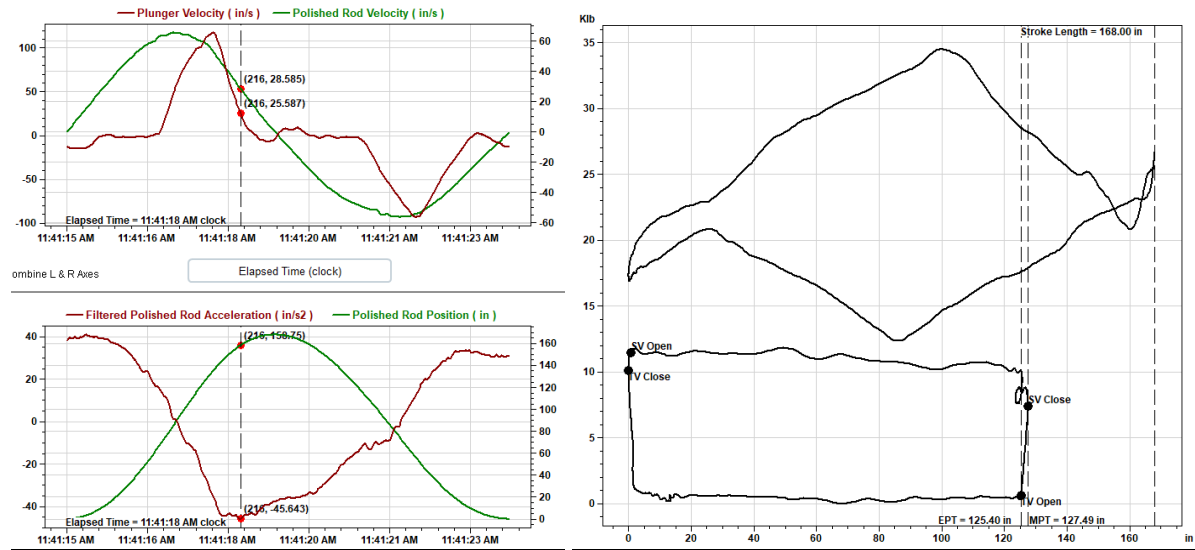 Plunger Velocity ( in/s )
Polished Rod Velocity ( in/s )
100
50
0
-50
-100
60
40
20
0
-20
-40
-60
(216, 28.585)
(216, 25.587)
Elapsed Time = 11:41:18 AM clock
11:41:15 AM
11:41:16 AM
11:41:18 AM
11:41:20 AM
11:41:21 AM
11:41:23 AM
ombine L & R Axes
Elapsed Time (clock)
Filtered Polished Rod Acceleration ( in/s2 )
Polished Rod Position ( in )
40
20
0
-20
-40
160
140
120
100
80
60
40
20
0
(216, 158.75)
(216, -45.643)
Elapsed Time = 11:41:18 AM clock
11:41:15 AM
11:41:16 AM
11:41:18 AM
11:41:20 AM
11:41:21 AM
11:41:23 AM
Klb
Stroke Length = 168.00 in
35
30
25
20
15
10
5
0
SV Open
TV Close
SV Close
TV Open
EPT = 125.40 in
MPT = 127.49 in
0
20
40
60
80
100
120
140
160
in